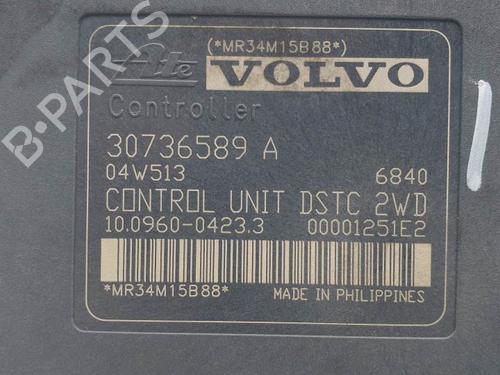 (*MR34M15B88*)
Ate VOLVO
Controller
30736589 A
04W513 6840
CONTROL UNIT DSTC 2WD
10.0960-0423.3 00001251E2
*MR34M15B88* MADE IN PHILIPPINES